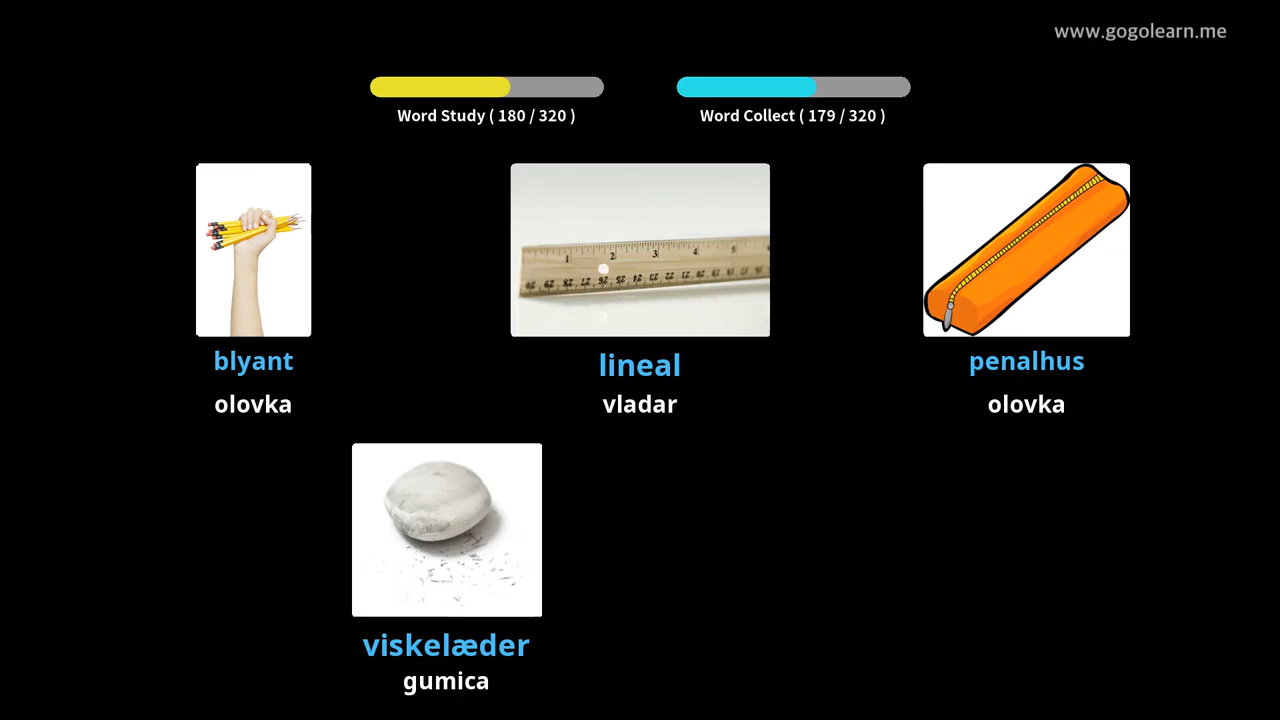 www.gogolearn.me
Word Study ( 180 / 320 )
Word Collect ( 179 / 320 )
blyant
lineal
penalhus
olovka
vladar
olovka
viskelæder
gumica